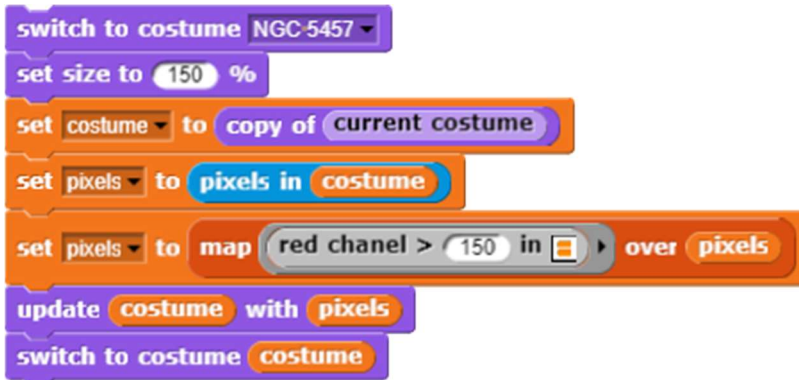 switch to costume NGC-5457
set size to 150 %
set costume to copy of current costume
set pixels to pixels in costume
set pixels to map red chanel > 150 in over pixels
update costume with pixels
switch to costume costume